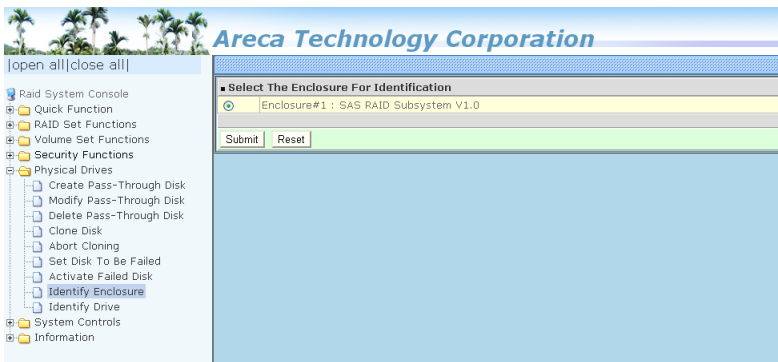 Areca Technology Corporation
|open all|close all|
Raid System Console
Quick Function
RAID Set Functions
Volume Set Functions
Security Functions
Physical Drives
Create Pass-Through Disk
Modify Pass-Through Disk
Delete Pass-Through Disk
Clone Disk
Abort Cloning
Set Disk To Be Failed
Activate Failed Disk
Identify Enclosure
Identify Drive
System Controls
Information
Select The Enclosure For Identification
Enclosure#1 : SAS RAID Subsystem V1.0
Submit Reset